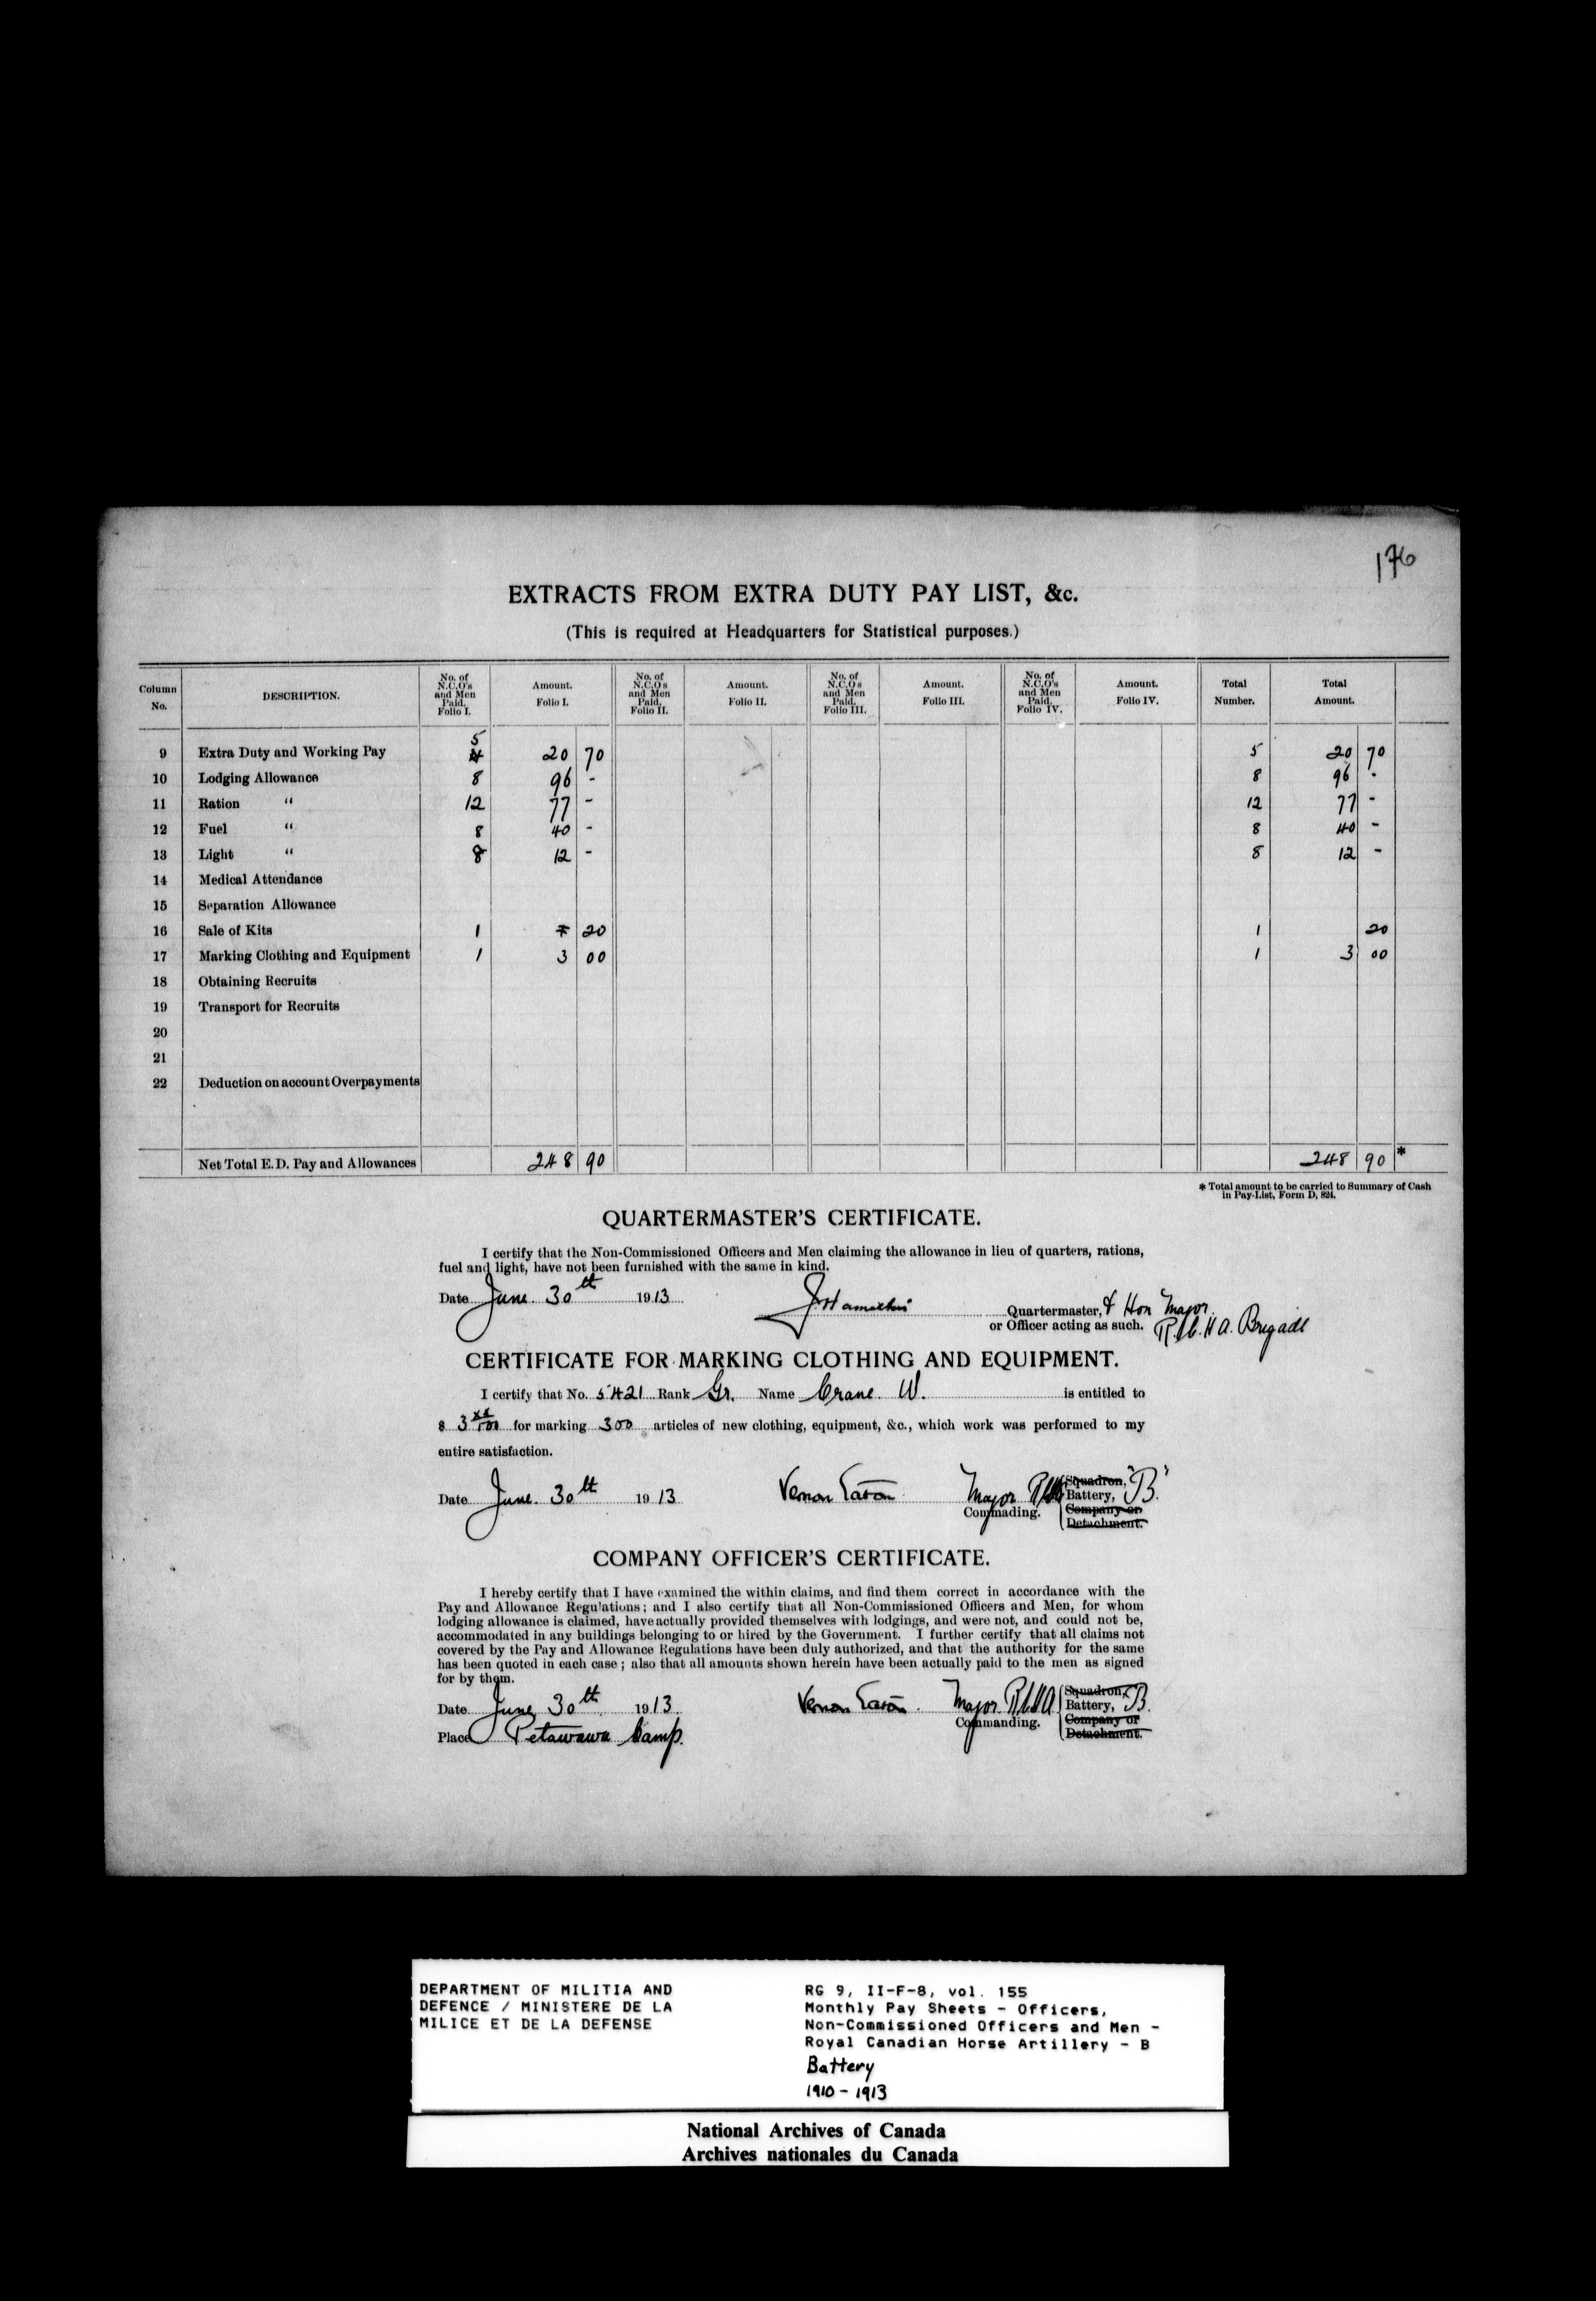 176
EXTRACTS FROM EXTRA DUTY PAY LIST, &c.
(This is required at Headquarters for Statistical purposes.)
Column No. DESCRIPTION. No. of N.C.O's and Men Paid. Folio I. Amount. Folio I. No. of N.C.O's and Men Paid. Folio II. Amount. Folio II. No. of N.C.O's and Men Paid. Folio III. Amount. Folio III. No. of N.C.O's and Men Paid. Folio IV. Amount. Folio IV. Total Number. Total Amount.
9 Extra Duty and Working Pay 5 4 20 70 5 20 70
10 Lodging Allowance 8 96 - 8 96 -
11 Ration " 12 77 - 12 77 -
12 Fuel " 8 40 - 8 40 -
13 Light " 8 12 - 8 12 -
14 Medical Attendance
15 Separation Allowance
16 Sale of Kits 1 20 1 20
17 Marking Clothing and Equipment 1 3 00 1 3 00
18 Obtaining Recruits
19 Transport for Recruits
20
21
22 Deduction on account Overpayments
Net Total E.D. Pay and Allowances 248 90 248 90 *
* Total amount to be carried to Summary of Cash
in Pay-List, Form D, 824.
QUARTERMASTER'S CERTIFICATE.
I certify that the Non-Commissioned Officers and Men claiming the allowance in lieu of quarters, rations,
fuel and light, have not been furnished with the same in kind.
Date June 30th 1913 Quartermaster, & Hon Major
or Officer acting as such. R.C.H.A. Brigade
CERTIFICATE FOR MARKING CLOTHING AND EQUIPMENT.
I certify that No. 5421 Rank Gr. Name Crane W. is entitled to
$ 3 xx/100 for marking 300 articles of new clothing, equipment, &c., which work was performed to my
entire satisfaction.
Date June 30th 1913 Vernon Eaton Major RCHA Squadron, Battery, "B"
Commading. Company or Detachment.
COMPANY OFFICER'S CERTIFICATE.
I hereby certify that I have examined the within claims, and find them correct in accordance with the
Pay and Allowance Regulations; and I also certify that all Non-Commissioned Officers and Men, for whom
lodging allowance is claimed, have actually provided themselves with lodgings, and were not, and could not be,
accommodated in any buildings belonging to or hired by the Government. I further certify that all claims not
covered by the Pay and Allowance Regulations have been duly authorized, and that the authority for the same
has been quoted in each case; also that all amounts shown herein have been actually paid to the men as signed
for by them.
Date June 30th 1913 Vernon Eaton Major RCHA Squadron, Battery, B.
Place Petawawa Camp. Commanding. Company or Detachment.
DEPARTMENT OF MILITIA AND
DEFENCE / MINISTERE DE LA
MILICE ET DE LA DEFENSE
RG 9, II-F-8, vol. 155
Monthly Pay Sheets - Officers,
Non-Commissioned Officers and Men -
Royal Canadian Horse Artillery - B
Battery
1910 - 1913
National Archives of Canada
Archives nationales du Canada